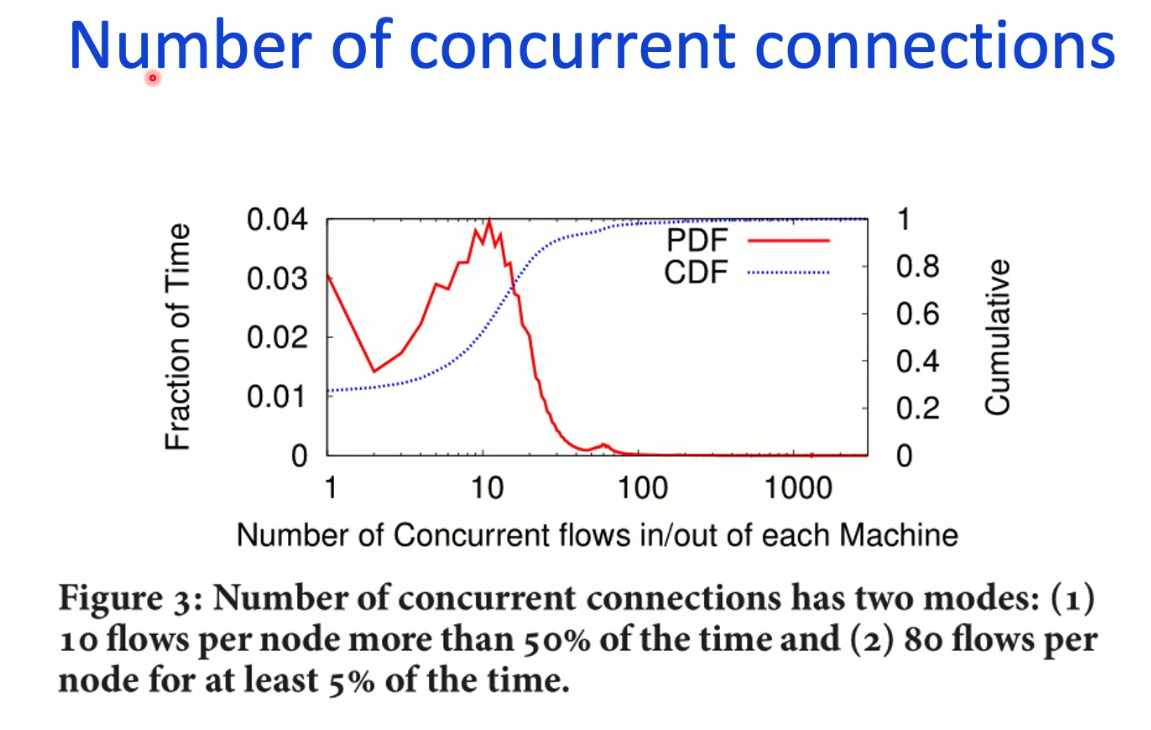 Number of concurrent connections
Fraction of Time
0.04
0.03
0.02
0.01
0
PDF
CDF
1
0.8
0.6
0.4
0.2
0
Cumulative
1 10 100 1000
Number of Concurrent flows in/out of each Machine
Figure 3: Number of concurrent connections has two modes: (1)
10 flows per node more than 50% of the time and (2) 80 flows per
node for at least 5% of the time.